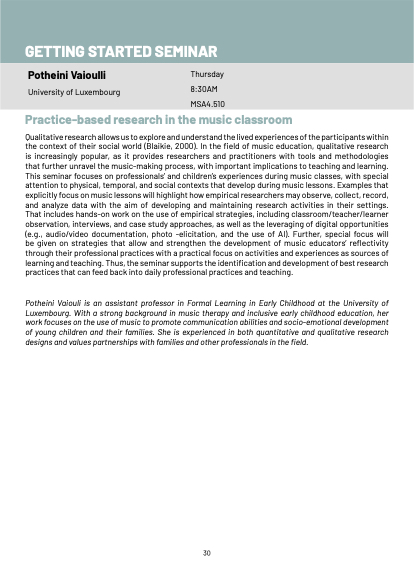 GETTING STARTED SEMINAR
Potheini Vaioulli
University of Luxembourg
Thursday
8:30AM
MSA4.510
Practice-based research in the music classroom
Qualitative research allows us to explore and understand the lived experiences of the participants within
the context of their social world (Blaikie, 2000). In the field of music education, qualitative research
is increasingly popular, as it provides researchers and practitioners with tools and methodologies
that further unravel the music-making process, with important implications to teaching and learning.
This seminar focuses on professionals' and children's experiences during music classes, with special
attention to physical, temporal, and social contexts that develop during music lessons. Examples that
explicitly focus on music lessons will highlight how empirical researchers may observe, collect, record,
and analyze data with the aim of developing and maintaining research activities in their settings.
That includes hands-on work on the use of empirical strategies, including classroom/teacher/learner
observation, interviews, and case study approaches, as well as the leveraging of digital opportunities
(e.g., audio/video documentation, photo -elicitation, and the use of AI). Further, special focus will
be given on strategies that allow and strengthen the development of music educators' reflectivity
through their professional practices with a practical focus on activities and experiences as sources of
learning and teaching. Thus, the seminar supports the identification and development of best research
practices that can feed back into daily professional practices and teaching.
Potheini Vaiouli is an assistant professor in Formal Learning in Early Childhood at the University of
Luxembourg. With a strong background in music therapy and inclusive early childhood education, her
work focuses on the use of music to promote communication abilities and socio-emotional development
of young children and their families. She is experienced in both quantitative and qualitative research
designs and values partnerships with families and other professionals in the field.
30